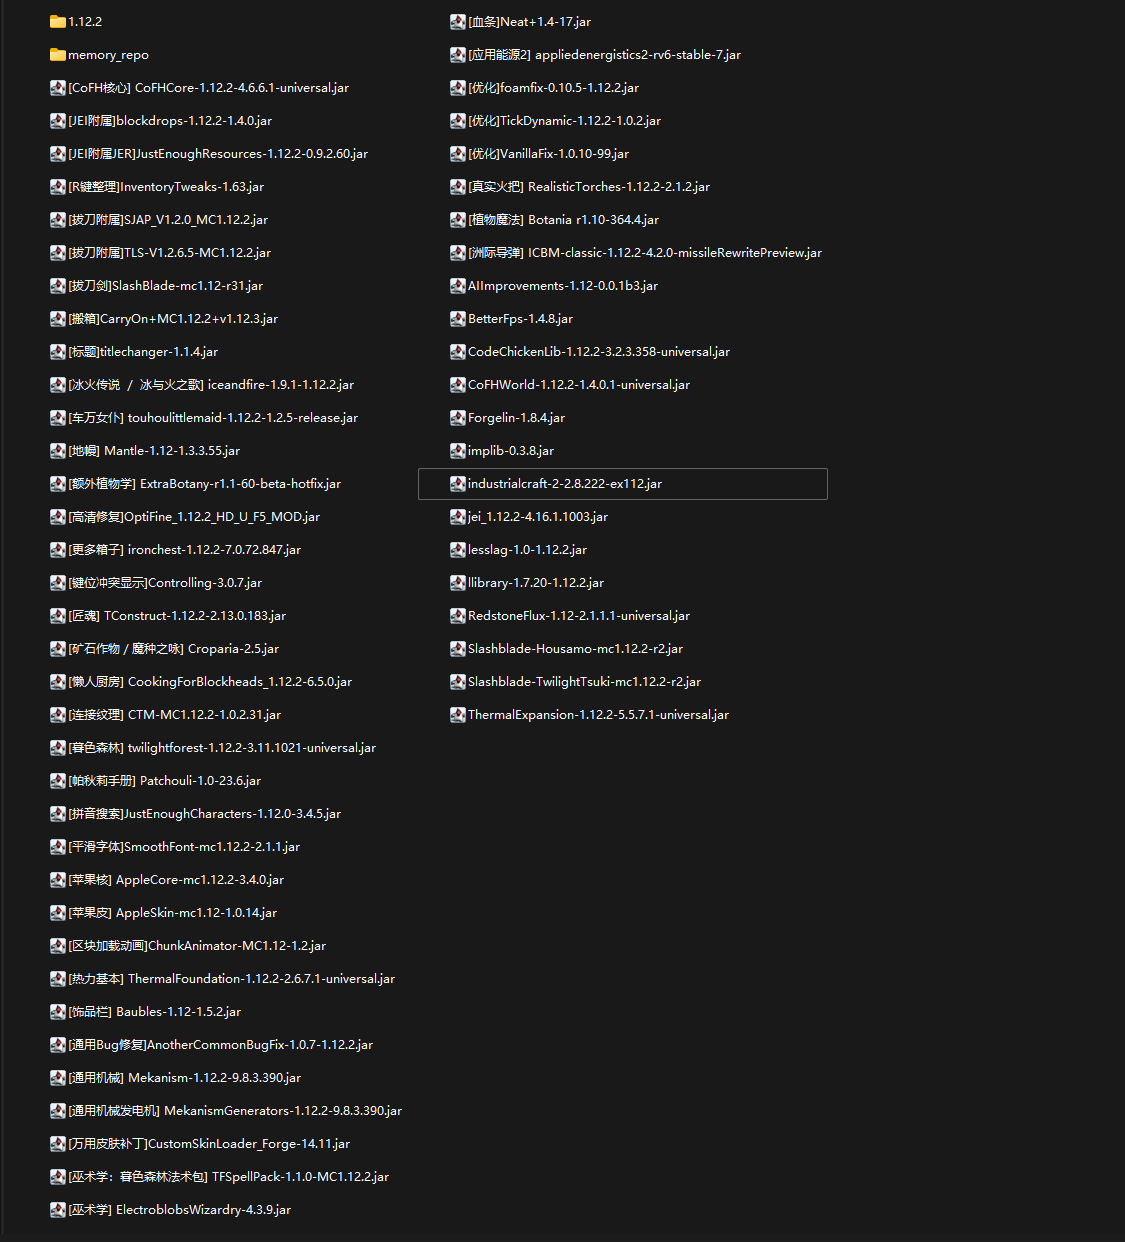 1.12.2
memory_repo
[CoFH核心] CoFHCore-1.12.2-4.6.6.1-universal.jar
[JEI附属]blockdrops-1.12.2-1.4.0.jar
[JEI附属JER]JustEnoughResources-1.12.2-0.9.2.60.jar
[R键整理]InventoryTweaks-1.63.jar
[拔刀附属]SJAP_V1.2.0_MC1.12.2.jar
[拔刀附属]TLS-V1.2.6.5-MC1.12.2.jar
[拔刀剑]SlashBlade-mc1.12-r31.jar
[搬箱]CarryOn+MC1.12.2+v1.12.3.jar
[标题]titlechanger-1.1.4.jar
[冰火传说 / 冰与火之歌] iceandfire-1.9.1-1.12.2.jar
[车万女仆] touhoulittlemaid-1.12.2-1.2.5-release.jar
[地幔] Mantle-1.12-1.3.3.55.jar
[额外植物学] ExtraBotany-r1.1-60-beta-hotfix.jar
[高清修复]OptiFine_1.12.2_HD_U_F5_MOD.jar
[更多箱子] ironchest-1.12.2-7.0.72.847.jar
[键位冲突显示]Controlling-3.0.7.jar
[匠魂] TConstruct-1.12.2-2.13.0.183.jar
[矿石作物 / 魔种之咏] Croparia-2.5.jar
[懒人厨房] CookingForBlockheads_1.12.2-6.5.0.jar
[连接纹理] CTM-MC1.12.2-1.0.2.31.jar
[暮色森林] twilightforest-1.12.2-3.11.1021-universal.jar
[帕秋莉手册] Patchouli-1.0-23.6.jar
[拼音搜索]JustEnoughCharacters-1.12.0-3.4.5.jar
[平滑字体]SmoothFont-mc1.12.2-2.1.1.jar
[苹果核] AppleCore-mc1.12.2-3.4.0.jar
[苹果皮] AppleSkin-mc1.12-1.0.14.jar
[区块加载动画]ChunkAnimator-MC1.12-1.2.jar
[热力基本] ThermalFoundation-1.12.2-2.6.7.1-universal.jar
[饰品栏] Baubles-1.12-1.5.2.jar
[通用Bug修复]AnotherCommonBugFix-1.0.7-1.12.2.jar
[通用机械] Mekanism-1.12.2-9.8.3.390.jar
[通用机械发电机] MekanismGenerators-1.12.2-9.8.3.390.jar
[万用皮肤补丁]CustomSkinLoader_Forge-14.11.jar
[巫术学：暮色森林法术包] TFSpellPack-1.1.0-MC1.12.2.jar
[巫术学] ElectroblobsWizardry-4.3.9.jar
[血条]Neat+1.4-17.jar
[应用能源2] appliedenergistics2-rv6-stable-7.jar
[优化]foamfix-0.10.5-1.12.2.jar
[优化]TickDynamic-1.12.2-1.0.2.jar
[优化]VanillaFix-1.0.10-99.jar
[真实火把] RealisticTorches-1.12.2-2.1.2.jar
[植物魔法] Botania r1.10-364.4.jar
[洲际导弹] ICBM-classic-1.12.2-4.2.0-missileRewritePreview.jar
AIImprovements-1.12-0.0.1b3.jar
BetterFps-1.4.8.jar
CodeChickenLib-1.12.2-3.2.3.358-universal.jar
CoFHWorld-1.12.2-1.4.0.1-universal.jar
Forgelin-1.8.4.jar
implib-0.3.8.jar
industrialcraft-2-2.8.222-ex112.jar
jei_1.12.2-4.16.1.1003.jar
lesslag-1.0-1.12.2.jar
llibrary-1.7.20-1.12.2.jar
RedstoneFlux-1.12-2.1.1.1-universal.jar
Slashblade-Housamo-mc1.12.2-r2.jar
Slashblade-TwilightTsuki-mc1.12.2-r2.jar
ThermalExpansion-1.12.2-5.5.7.1-universal.jar